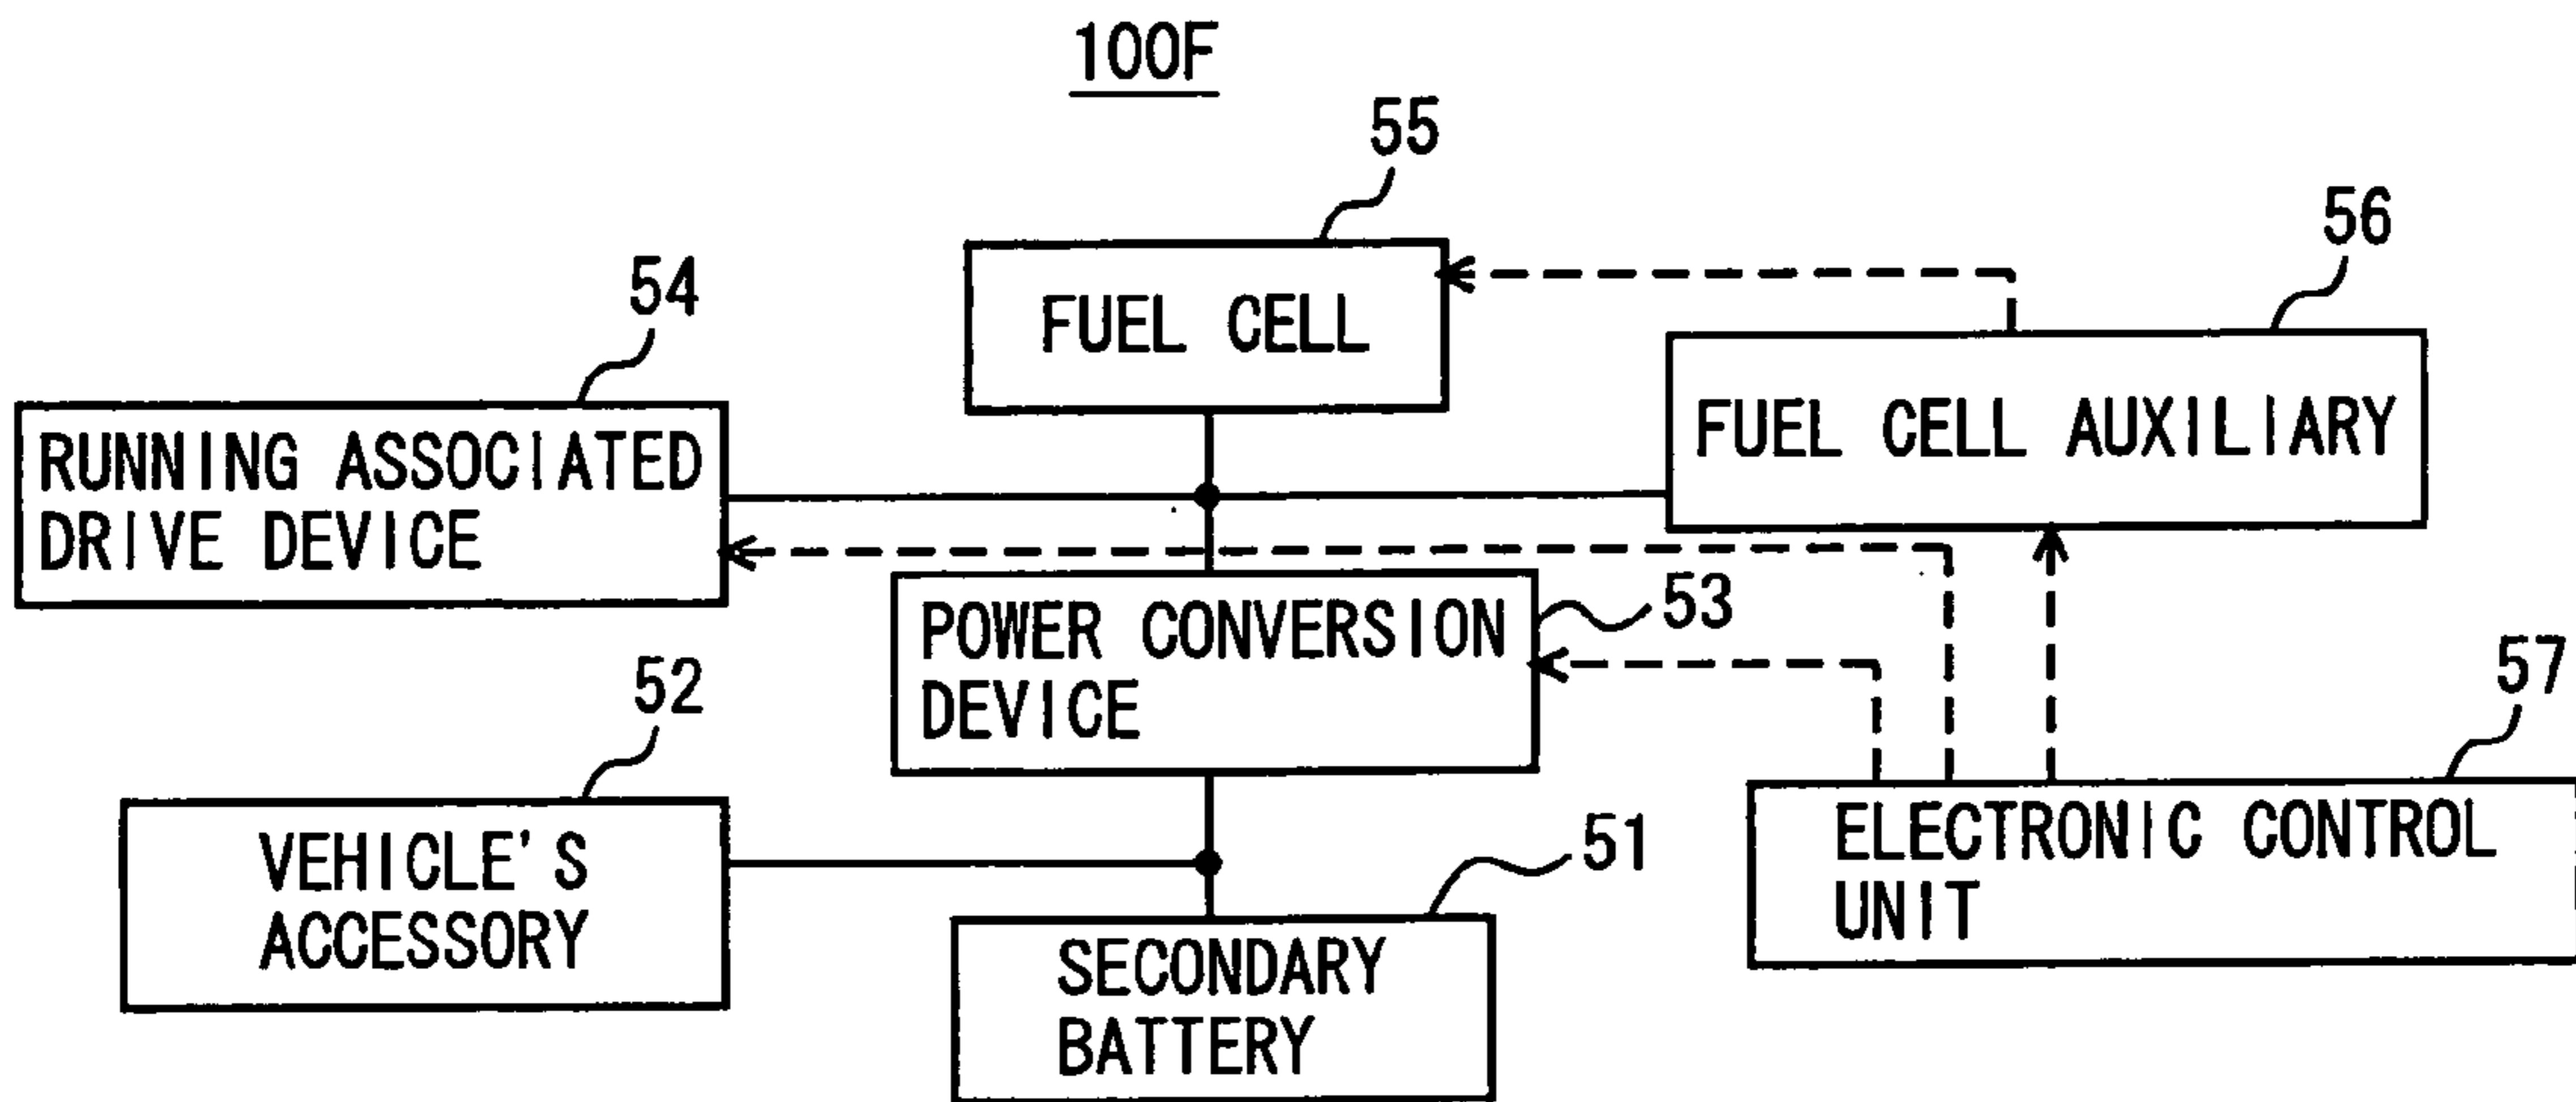 100F
55
56
54
FUEL CELL
FUEL CELL AUXILIARY
RUNNING ASSOCIATED
DRIVE DEVICE
53
POWER CONVERSION
DEVICE
57
52
VEHICLE'S
ACCESSORY
51
ELECTRONIC CONTROL
UNIT
SECONDARY
BATTERY